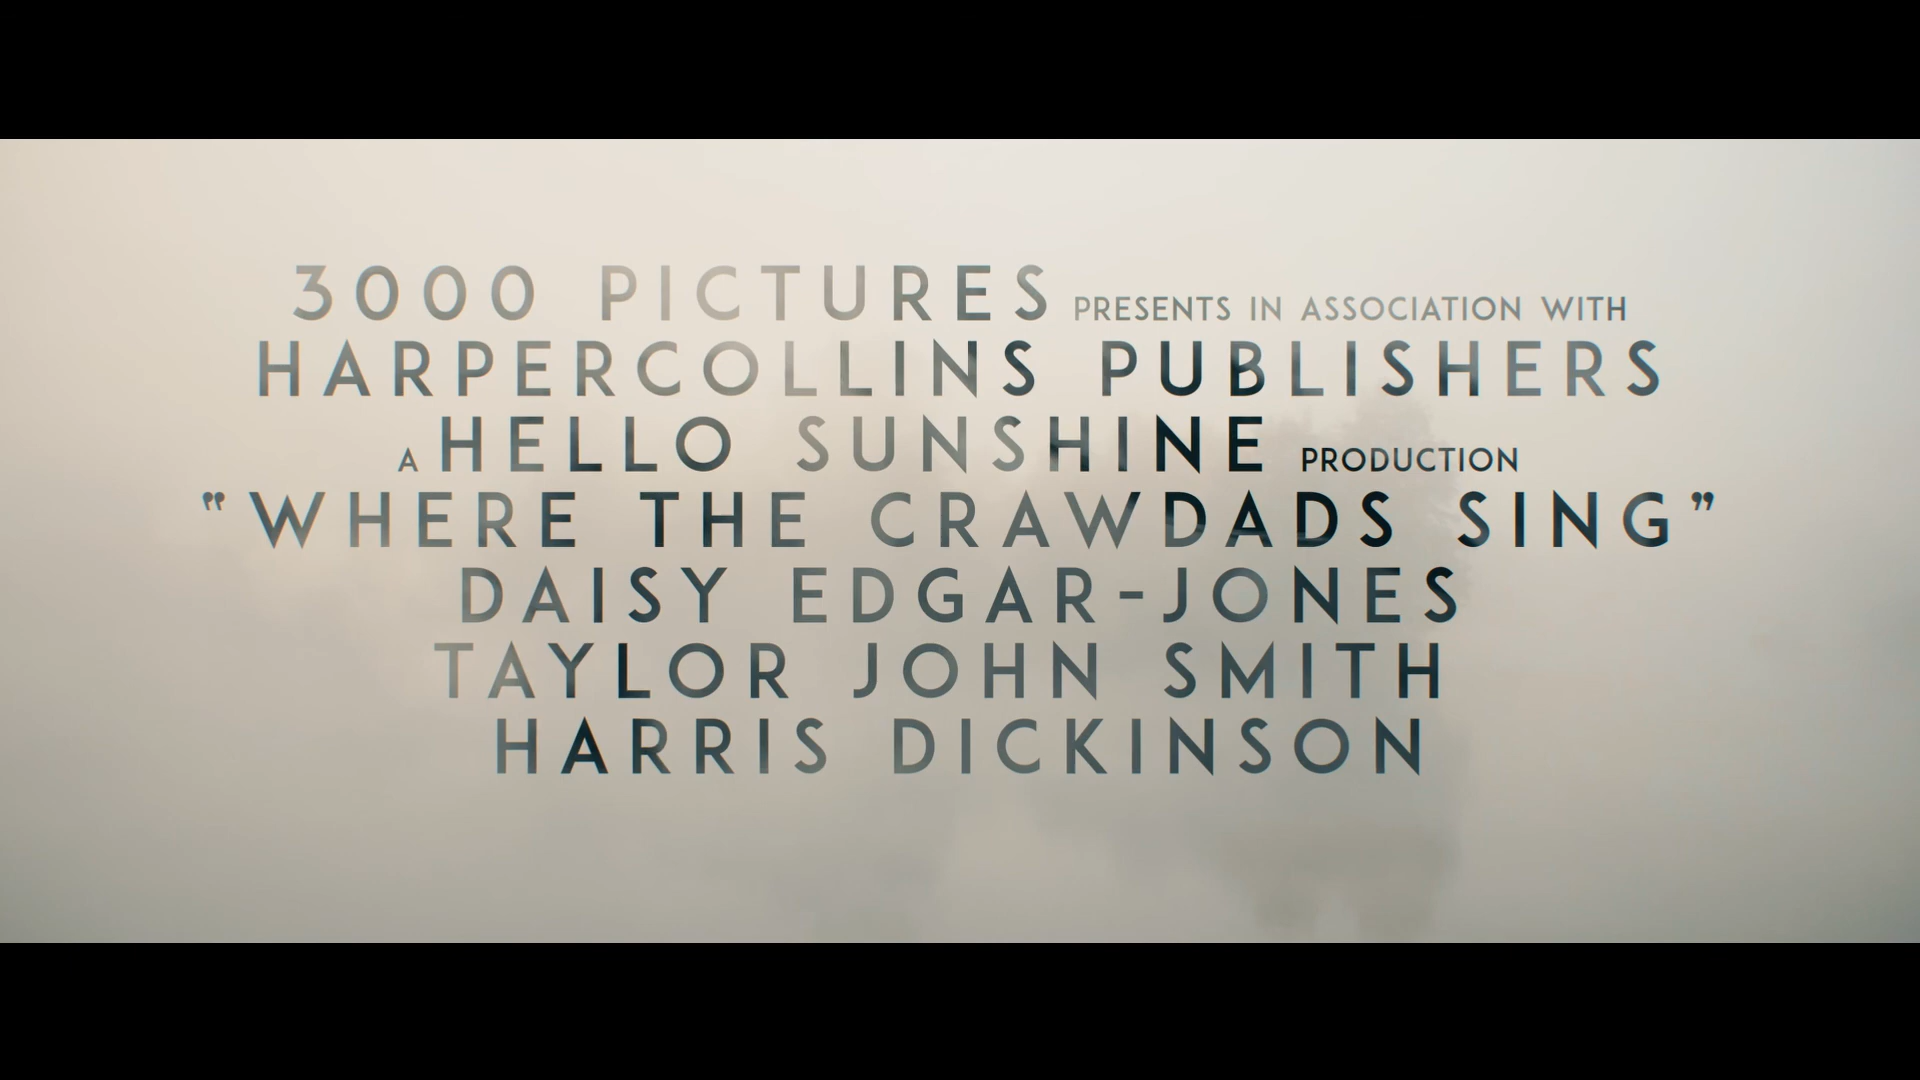 3000 PICTURES PRESENTS IN ASSOCIATION WITH
HARPERCOLLINS PUBLISHERS
A HELLO SUNSHINE PRODUCTION
“WHERE THE CRAWDADS SING”
DAISY EDGAR-JONES
TAYLOR JOHN SMITH
HARRIS DICKINSON